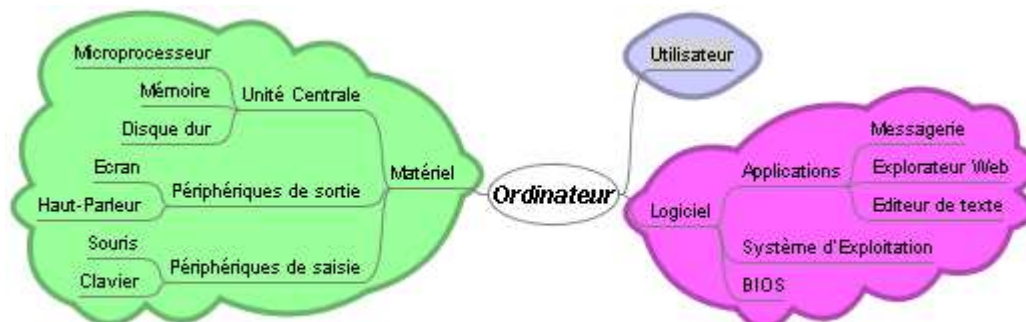 Ordinateur
Matériel
Unité Centrale
Microprocesseur
Mémoire
Disque dur
Périphériques de sortie
Ecran
Haut-Parleur
Périphériques de saisie
Souris
Clavier
Utilisateur
Logiciel
Applications
Messagerie
Explorateur Web
Editeur de texte
Système d'Exploitation
BIOS